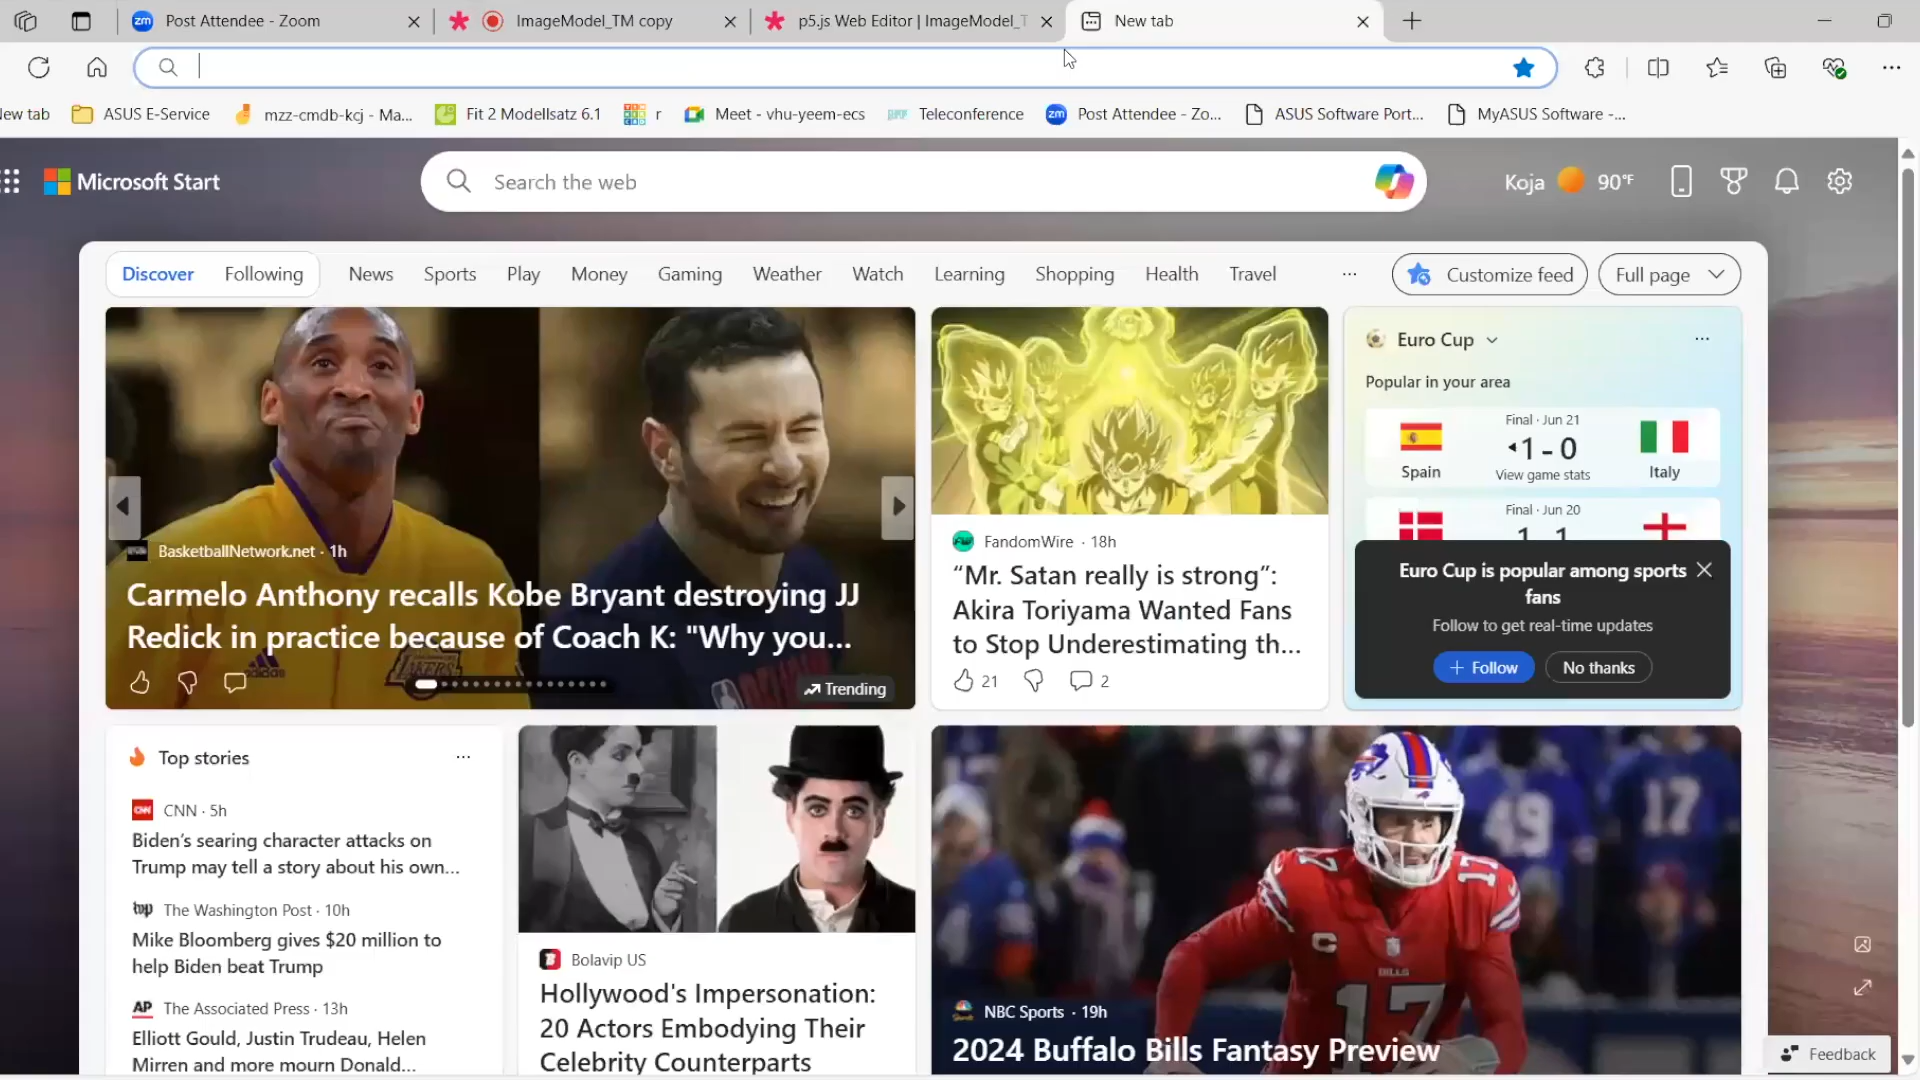 Post Attendee - Zoom
ImageModel_TM copy
p5.js Web Editor | ImageModel_T
New tab
ew tab
ASUS E-Service
mzz-cmdb-kcj - Ma...
Fit 2 Modellsatz 6.1
r
Meet - vhu-yeem-ecs
Teleconference
zm
Post Attendee - Zo...
ASUS Software Port...
MyASUS Software -...
Microsoft Start
Search the web
Koja
90°F
Discover
Following
News
Sports
Play
Money
Gaming
Weather
Watch
Learning
Shopping
Health
Travel
...
Customize feed
Full page
BasketballNetwork.net · 1h
Carmelo Anthony recalls Kobe Bryant destroying JJ
Redick in practice because of Coach K: "Why you...
Trending
FandomWire · 18h
“Mr. Satan really is strong”:
Akira Toriyama Wanted Fans
to Stop Underestimating th...
21
2
Euro Cup
Popular in your area
Final · Jun 21
1 - 0
Spain
View game stats
Italy
Final · Jun 20
1 - 1
Euro Cup is popular among sports
fans
Follow to get real-time updates
+ Follow
No thanks
Top stories
CNN · 5h
Biden’s searing character attacks on
Trump may tell a story about his own...
The Washington Post · 10h
Mike Bloomberg gives $20 million to
help Biden beat Trump
AP The Associated Press · 13h
Elliott Gould, Justin Trudeau, Helen
Mirren and more mourn Donald...
Bolavip US
Hollywood's Impersonation:
20 Actors Embodying Their
Celebrity Counterparts
49
17
17
C
BILLS
17
NBC Sports · 19h
2024 Buffalo Bills Fantasy Preview
Feedback